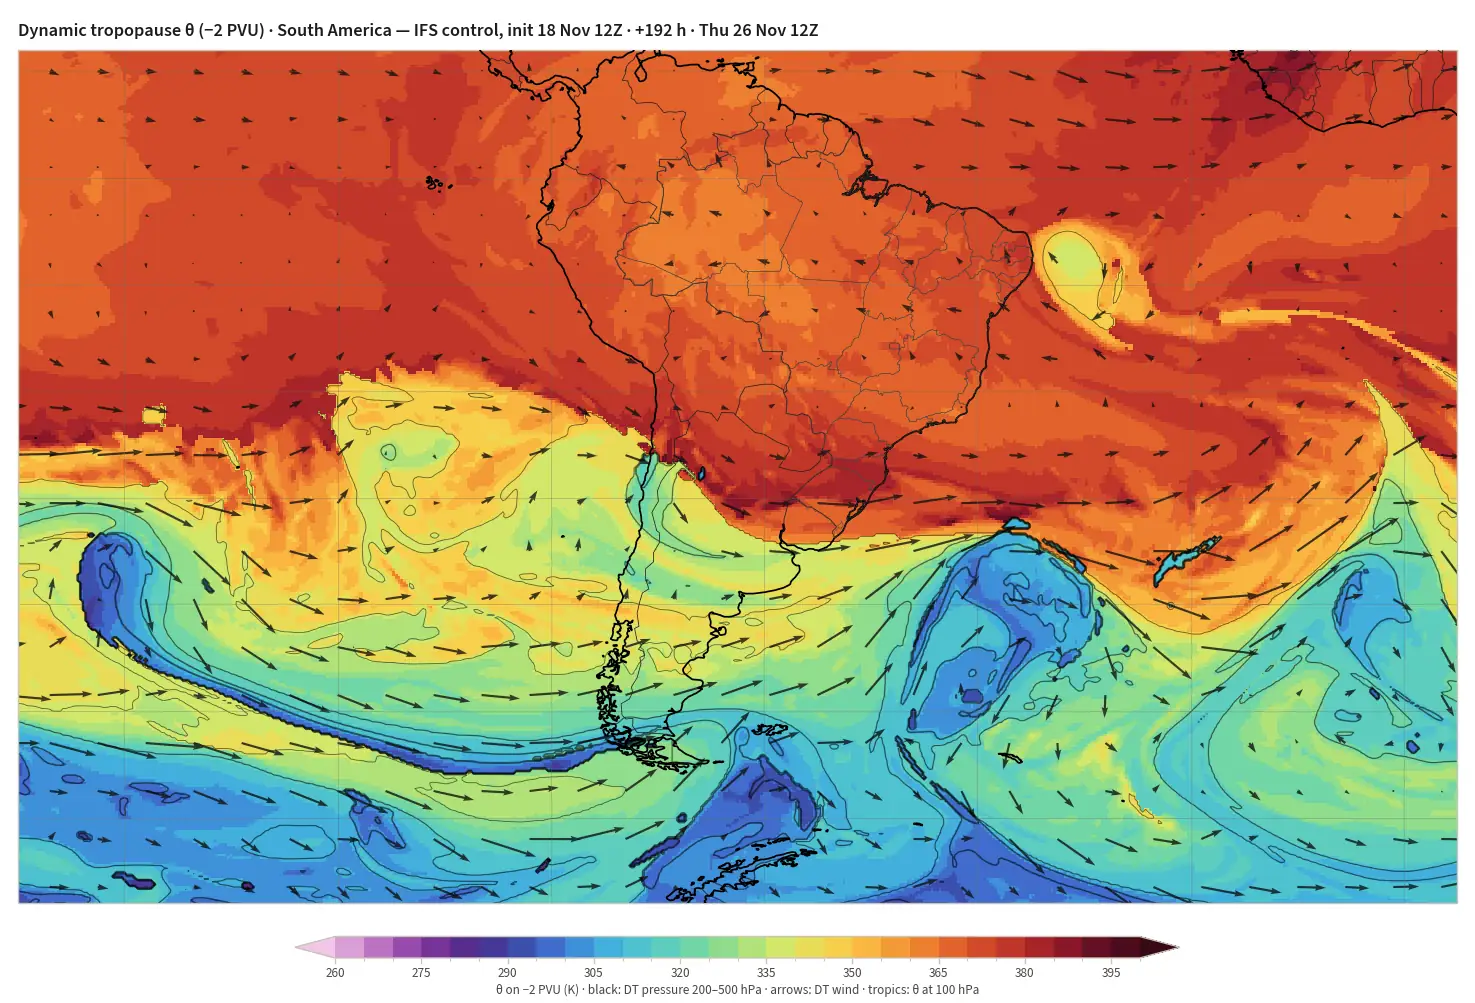 Dynamic tropopause θ (−2 PVU) · South America — IFS control, init 18 Nov 12Z · +192 h · Thu 26 Nov 12Z
260 275 290 305 320 335 350 365 380 395
θ on −2 PVU (K) · black: DT pressure 200–500 hPa · arrows: DT wind · tropics: θ at 100 hPa